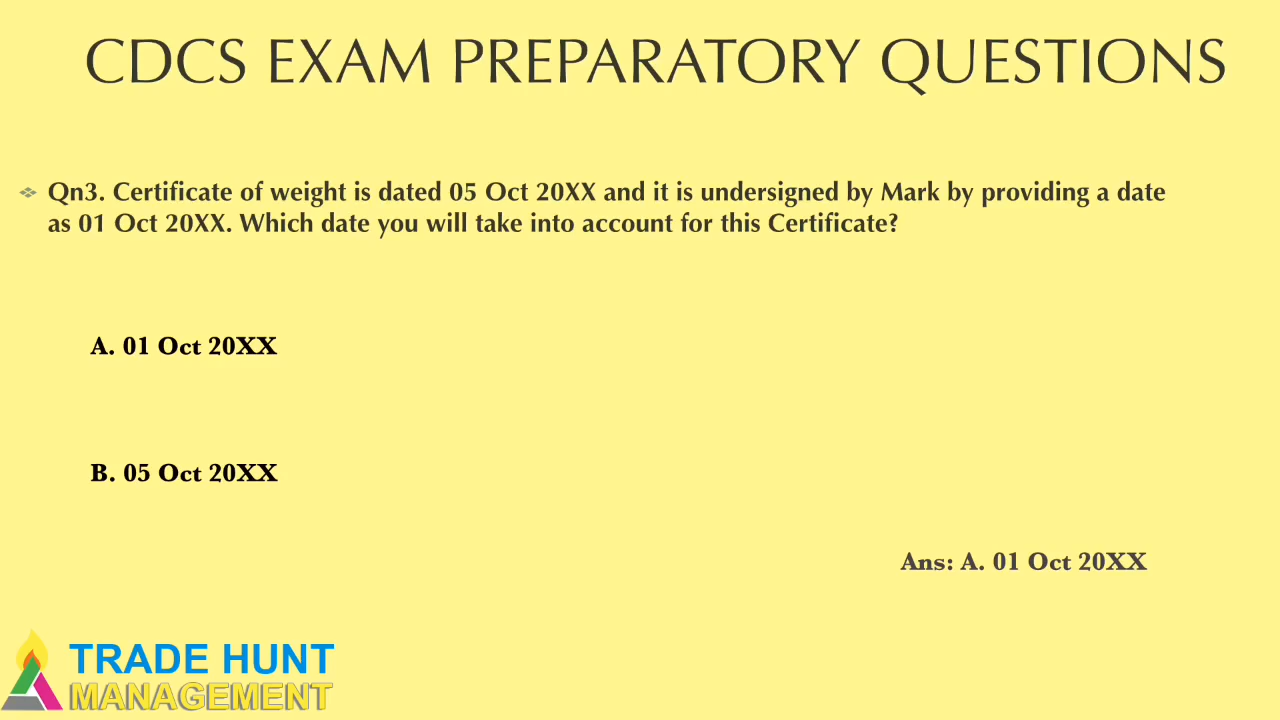 CDCS EXAM PREPARATORY QUESTIONS
Qn3. Certificate of weight is dated 05 Oct 20XX and it is undersigned by Mark by providing a date
as 01 Oct 20XX. Which date you will take into account for this Certificate?
A. 01 Oct 20XX
B. 05 Oct 20XX
Ans: A. 01 Oct 20XX
TRADE HUNT
MANAGEMENT